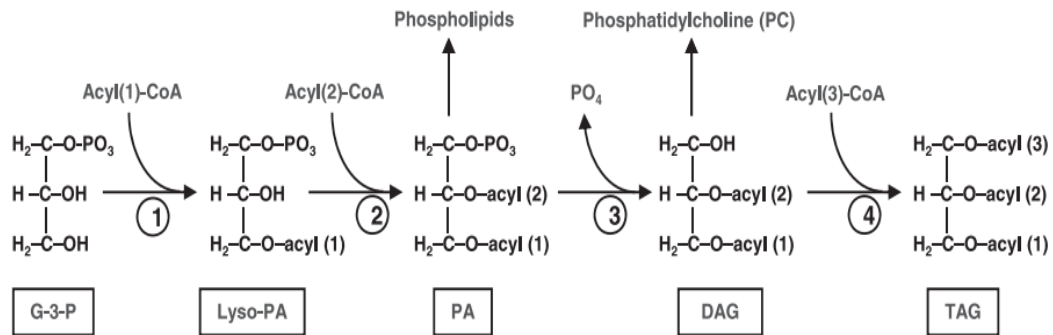 Phospholipids
Phosphatidylcholine (PC)
Acyl(1)-CoA
Acyl(2)-CoA
PO4
Acyl(3)-CoA
H2-C-O-PO3
H-C-OH
H2-C-OH
1
H2-C-O-PO3
H-C-OH
H2-C-O-acyl (1)
2
H2-C-O-PO3
H-C-O-acyl (2)
H2-C-O-acyl (1)
3
H2-C-OH
H-C-O-acyl (2)
H2-C-O-acyl (1)
4
H2-C-O-acyl (3)
H-C-O-acyl (2)
H2-C-O-acyl (1)
G-3-P
Lyso-PA
PA
DAG
TAG